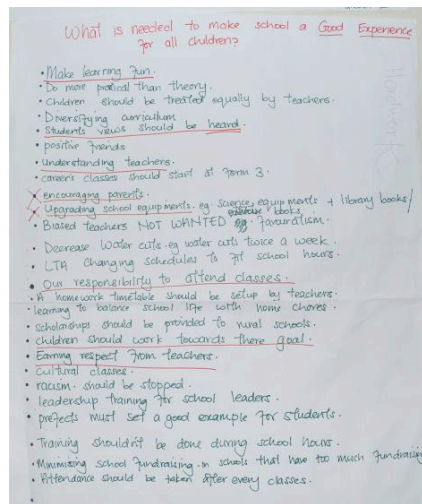 What is needed to make school a Good Experience
for all children?
• Make learning fun.
• Do more pratical than theory.
• Children should be treated equally by teachers.
• Diversifying curriculum
• Students views should be heard.
• positive friends
• understanding teachers.
• careers classes should start at Form 3.
encouraging parents.
Upgrading school equipments. eg. science equipments + library books/
books.
• Biased teachers NOT WANTED eg. favouratism.
• Decrease water cuts. eg water cuts twice a week.
• LTA changing schedules to fit school hours.
• Our responsibility to attend classes.
• A homework timetable should be setup by teachers.
• learning to balance school life with home chores.
• scholarships should be provided to rural schools.
• children should work towards there goal.
• Earning respect from teachers.
• cultural classes.
• racism. should be stopped.
• leadership training for school leaders.
• prefects must set a good example for students.
• Training shouldn't be done during school hours.
• Minimizing school fundraising in schools that have too much fundraising
• Attendance should be taken after every classes.